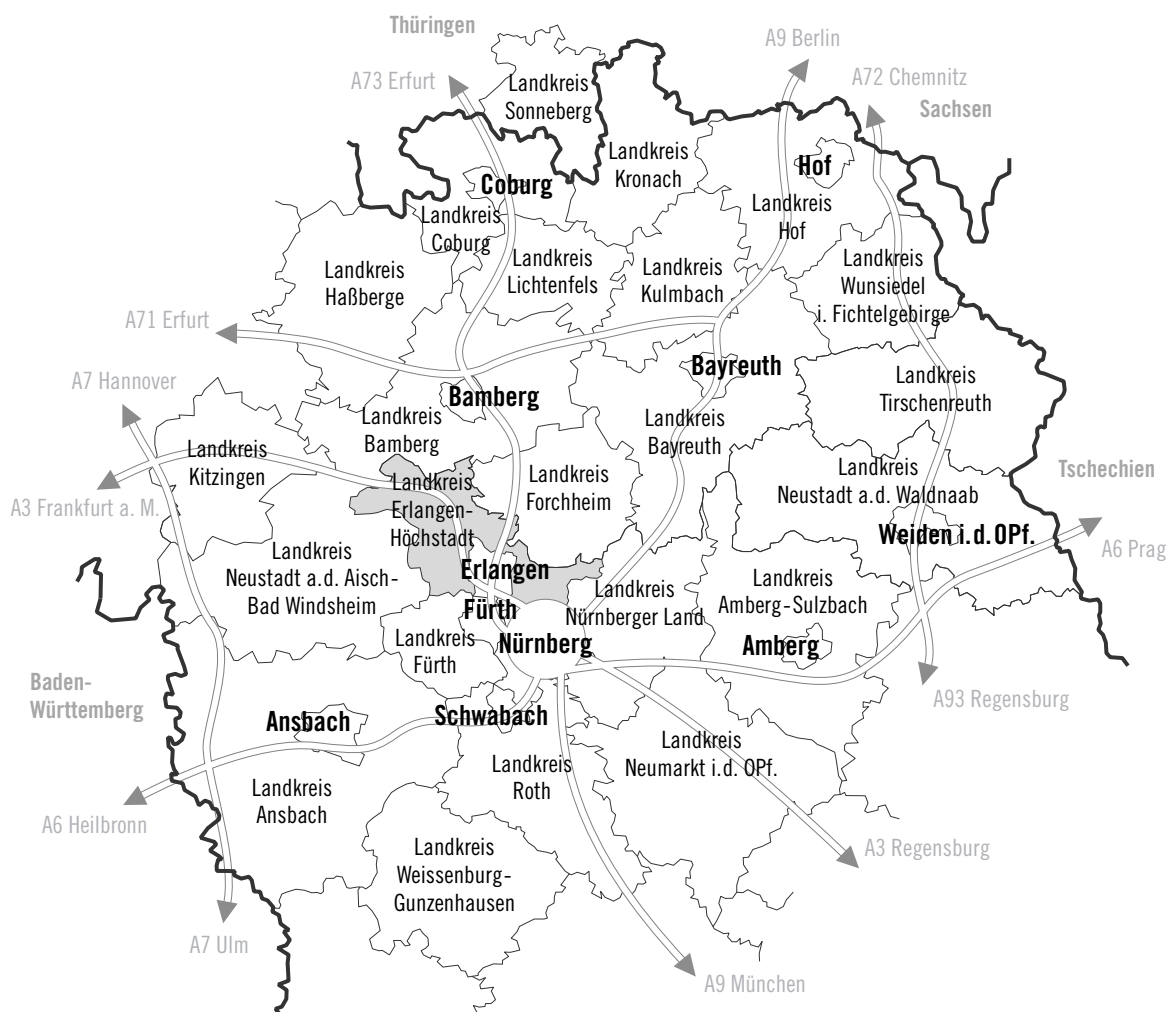 Thüringen
A9 Berlin
A73 Erfurt
A72 Chemnitz
Sachsen
Landkreis
Sonneberg
Landkreis
Kronach
Hof
Coburg
Landkreis
Hof
Landkreis
Coburg
Landkreis
Haßberge
Landkreis
Lichtenfels
Landkreis
Kulmbach
Landkreis
Wunsiedel
i. Fichtelgebirge
A71 Erfurt
A7 Hannover
Bayreuth
Landkreis
Tirschenreuth
Bamberg
Landkreis
Bamberg
Landkreis
Bayreuth
Landkreis
Kitzingen
A3 Frankfurt a. M.
Landkreis
Erlangen-
Höchstadt
Landkreis
Forchheim
Landkreis
Neustadt a.d. Waldnaab
Tschechien
Weiden i.d.OPf.
A6 Prag
Landkreis
Neustadt a.d. Aisch-
Bad Windsheim
Erlangen
Fürth
Landkreis
Nürnberger Land
Landkreis
Amberg-Sulzbach
Landkreis
Fürth
Nürnberg
Amberg
Baden-
Württemberg
A93 Regensburg
Ansbach
Schwabach
Landkreis
Neumarkt i.d. OPf.
Landkreis
Roth
Landkreis
Ansbach
A6 Heilbronn
A3 Regensburg
Landkreis
Weissenburg-
Gunzenhausen
A7 Ulm
A9 München